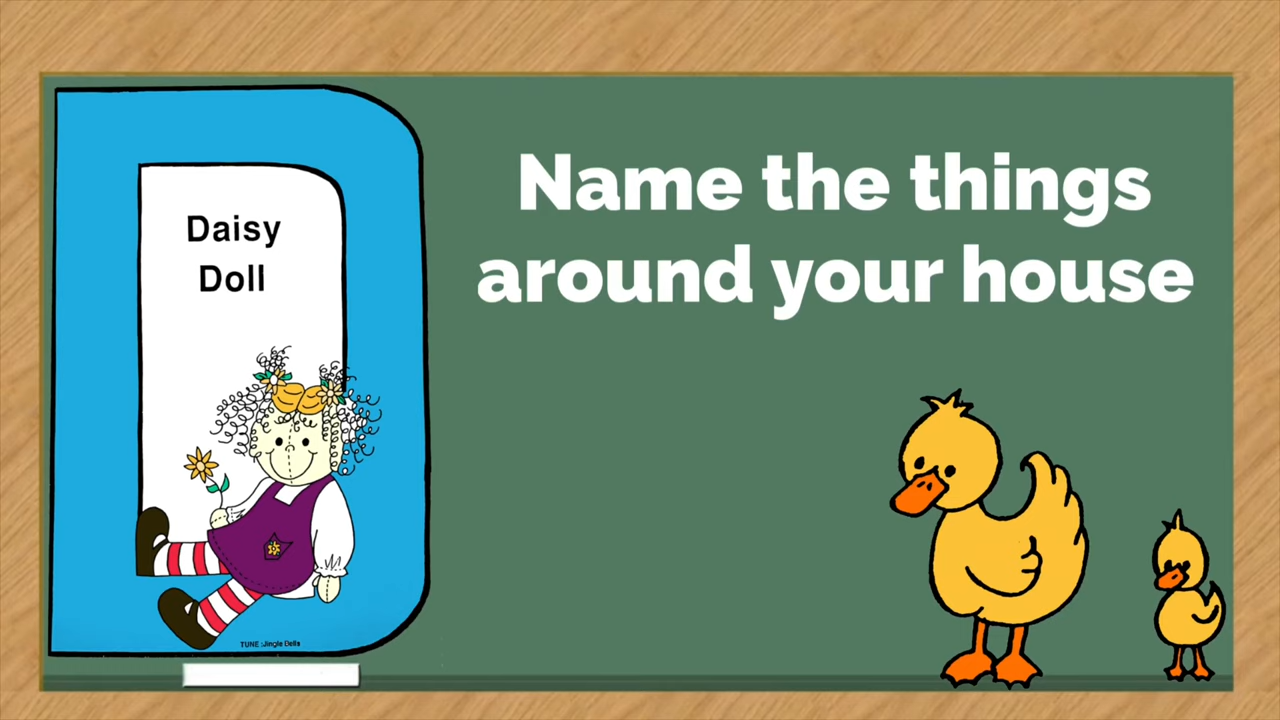 Daisy
Doll
TUNE :Jingle Bells
Name the things
around your house